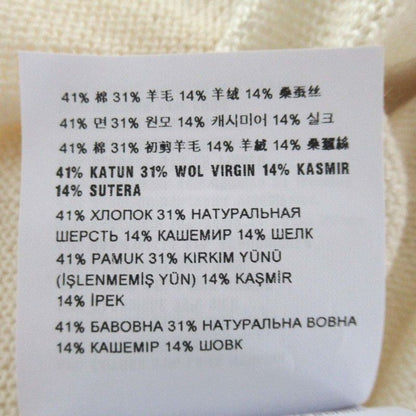 41% 棉 31% 羊毛 14% 羊绒 14% 桑蚕丝
41% 면 31% 원모 14% 캐시미어 14% 실크
41% 棉 31% 初剪羊毛 14% 羊絨 14% 桑蠶絲
41% KATUN 31% WOL VIRGIN 14% KASMIR
14% SUTERA
41% ХЛОПОК 31% НАТУРАЛЬНАЯ
ШЕРСТЬ 14% КАШЕМИР 14% ШЕЛК
41% PAMUK 31% KIRKIM YÜNÜ
(İŞLENMEMİŞ YÜN) 14% KAŞMİR
14% İPEK
41% БАВОВНА 31% НАТУРАЛЬНА ВОВНА
14% КАШЕМІР 14% ШОВК